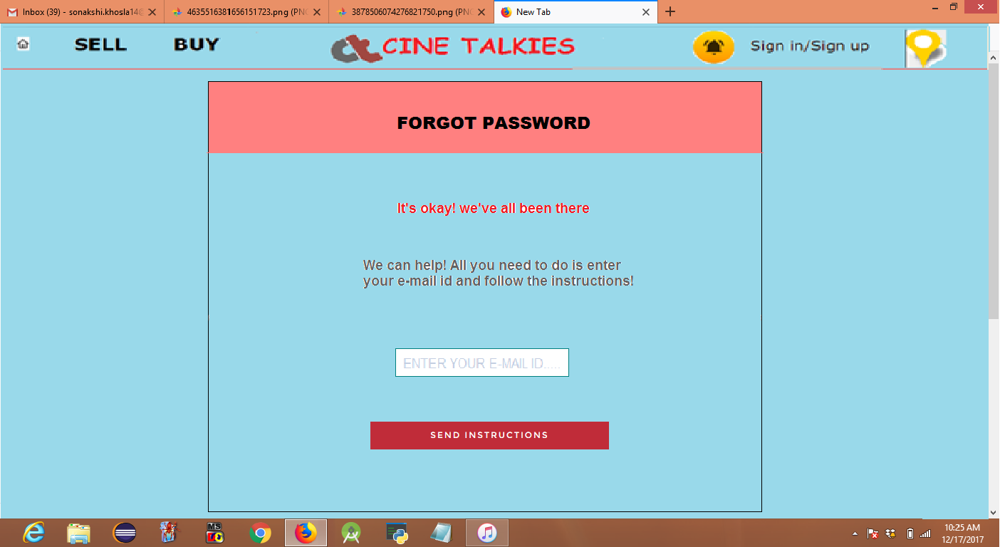 Inbox (39) - sonakshi.khosla14@
4635516381656151723.png (PNG
3878506074276821750.png (PNG
New Tab
SELL
BUY
CINE TALKIES
Sign in/Sign up
FORGOT PASSWORD
It's okay! we've all been there
We can help! All you need to do is enter
your e-mail id and follow the instructions!
ENTER YOUR E-MAIL ID.....
SEND INSTRUCTIONS
MS
10:25 AM
12/17/2017